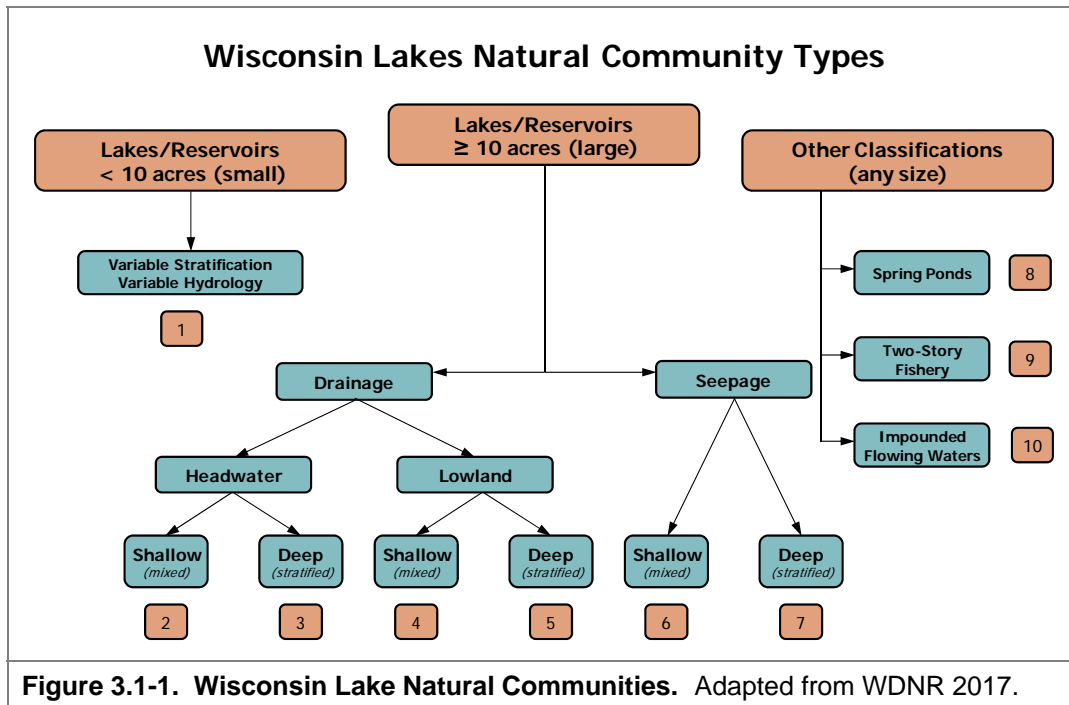 Wisconsin Lakes Natural Community Types
Lakes/Reservoirs
< 10 acres (small)
Lakes/Reservoirs
≥ 10 acres (large)
Other Classifications
(any size)
Variable Stratification
Variable Hydrology
1
Spring Ponds
8
Two-Story
Fishery
9
Impounded
Flowing Waters
10
Drainage
Seepage
Headwater
Lowland
Shallow
(mixed)
Deep
(stratified)
Shallow
(mixed)
Deep
(stratified)
Shallow
(mixed)
Deep
(stratified)
2
3
4
5
6
7
Figure 3.1-1. Wisconsin Lake Natural Communities. Adapted from WDNR 2017.